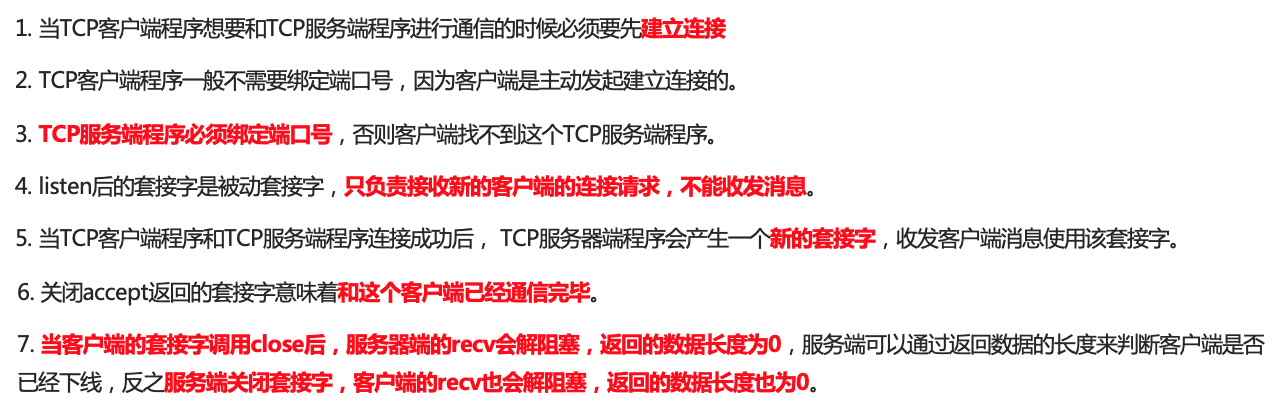 1. 当TCP客户端程序想要和TCP服务端程序进行通信的时候必须要先建立连接
2. TCP客户端程序一般不需要绑定端口号，因为客户端是主动发起建立连接的。
3. TCP服务端程序必须绑定端口号，否则客户端找不到这个TCP服务端程序。
4. listen后的套接字是被动套接字，只负责接收新的客户端的连接请求，不能收发消息。
5. 当TCP客户端程序和TCP服务端程序连接成功后， TCP服务器端程序会产生一个新的套接字，收发客户端消息使用该套接字。
6. 关闭accept返回的套接字意味着和这个客户端已经通信完毕。
7. 当客户端的套接字调用close后，服务器端的recv会解阻塞，返回的数据长度为0，服务端可以通过返回数据的长度来判断客户端是否
已经下线，反之服务端关闭套接字，客户端的recv也会解阻塞，返回的数据长度也为0。